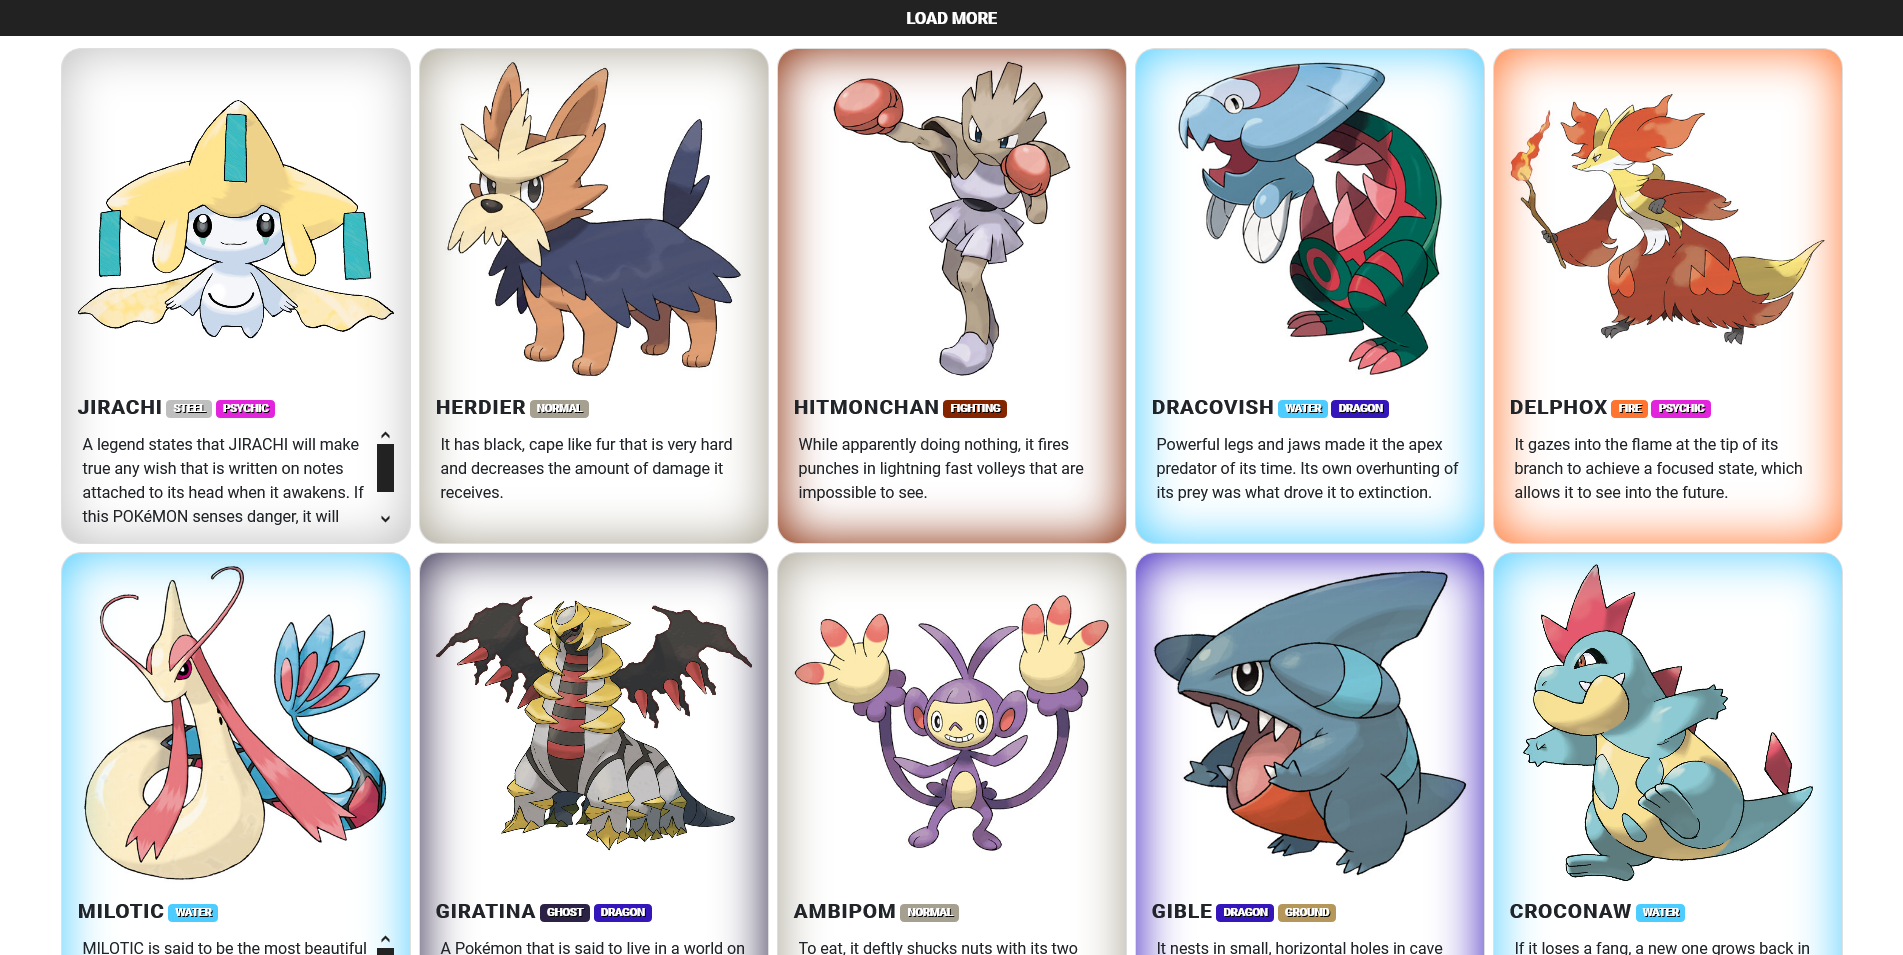 LOAD MORE
JIRACHI STEEL PSYCHIC
A legend states that JIRACHI will make
true any wish that is written on notes
attached to its head when it awakens. If
this POKéMON senses danger, it will
HERDIER NORMAL
It has black, cape like fur that is very hard
and decreases the amount of damage it
receives.
HITMONCHAN FIGHTING
While apparently doing nothing, it fires
punches in lightning fast volleys that are
impossible to see.
DRACOVISH WATER DRAGON
Powerful legs and jaws made it the apex
predator of its time. Its own overhunting of
its prey was what drove it to extinction.
DELPHOX FIRE PSYCHIC
It gazes into the flame at the tip of its
branch to achieve a focused state, which
allows it to see into the future.
MILOTIC WATER
MILOTIC is said to be the most beautiful
GIRATINA GHOST DRAGON
A Pokémon that is said to live in a world on
AMBIPOM NORMAL
To eat, it deftly shucks nuts with its two
GIBLE DRAGON GROUND
It nests in small, horizontal holes in cave
CROCONAW WATER
If it loses a fang, a new one grows back in